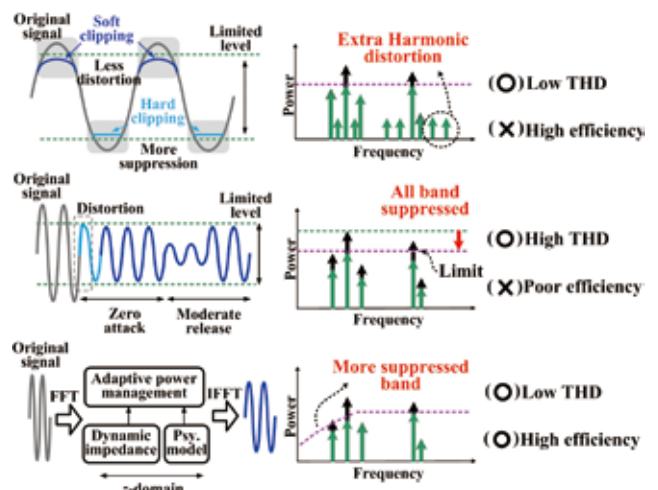 Original
signal
Soft
clipping
Limited
level
Less
distortion
Hard
clipping
More
suppression
Extra Harmonic
distortion
Power
Frequency
(O) Low THD
(X) High efficiency
Original
signal
Distortion
Limited
level
Zero
attack
Moderate
release
All band
suppressed
Power
Limit
Frequency
(O) High THD
(X) Poor efficiency
Original
signal
FFT
Adaptive power
management
IFFT
Dynamic
impedance
Psy.
model
z-domain
More suppressed
band
Power
Frequency
(O) Low THD
(O) High efficiency